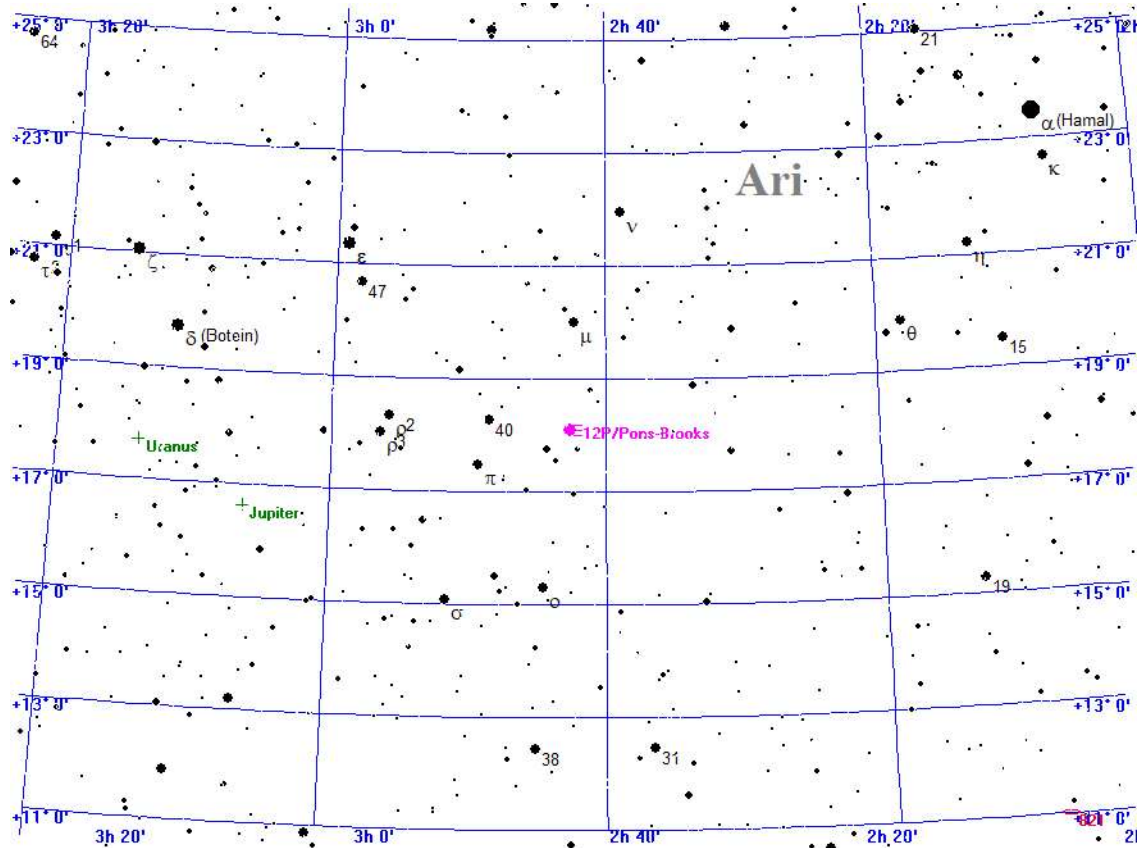 +25° 0' 3h 20' 3h 0' 2h 40' 2h 20' +25° 0'
64
21
α (Hamal)
+23° 0' +23° 0'
κ
Ari
ν
+21° 0' 1 ζ ε η +21° 0'
τ 2
47
δ (Botein) μ θ 15
+19° 0' +19° 0'
ρ2 40 12P/Pons-Brooks
Uranus ρ3
+17° 0' π +17° 0'
Jupiter
+15° 0' σ ο 19 +15° 0'
+13° 0' +13° 0'
38 31
+11° 0'
3h 20' 3h 0' 2h 40' 2h 20'